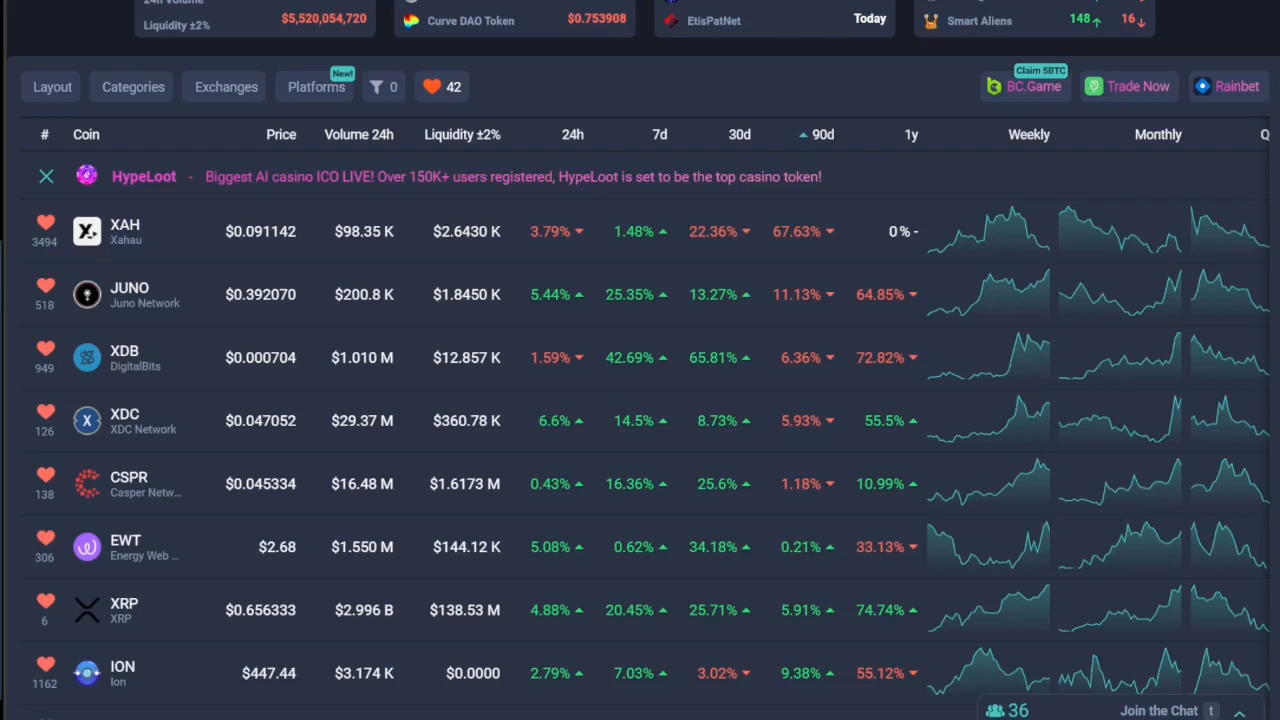 24h Volume
$5,520,054,720
Liquidity ±2%
Curve DAO Token $0.753908
EtisPatNet Today
Smart Aliens 148 16
Layout Categories Exchanges Platforms New! 0 42
Claim 5BTC
BC.Game Trade Now Rainbet
# Coin Price Volume 24h Liquidity ±2% 24h 7d 30d 90d 1y Weekly Monthly Q
HypeLoot - Biggest AI casino ICO LIVE! Over 150K+ users registered, HypeLoot is set to be the top casino token!
XAH
3494 Xahau $0.091142 $98.35 K $2.6430 K 3.79% 1.48% 22.36% 67.63% 0 % -
JUNO
518 Juno Network $0.392070 $200.8 K $1.8450 K 5.44% 25.35% 13.27% 11.13% 64.85%
XDB
949 DigitalBits $0.000704 $1.010 M $12.857 K 1.59% 42.69% 65.81% 6.36% 72.82%
XDC
126 XDC Network $0.047052 $29.37 M $360.78 K 6.6% 14.5% 8.73% 5.93% 55.5%
CSPR
138 Casper Netw... $0.045334 $16.48 M $1.6173 M 0.43% 16.36% 25.6% 1.18% 10.99%
EWT
306 Energy Web ... $2.68 $1.550 M $144.12 K 5.08% 0.62% 34.18% 0.21% 33.13%
XRP
6 XRP $0.656333 $2.996 B $138.53 M 4.88% 20.45% 25.71% 5.91% 74.74%
ION
1162 Ion $447.44 $3.174 K $0.0000 2.79% 7.03% 3.02% 9.38% 55.12%
36 Join the Chat t